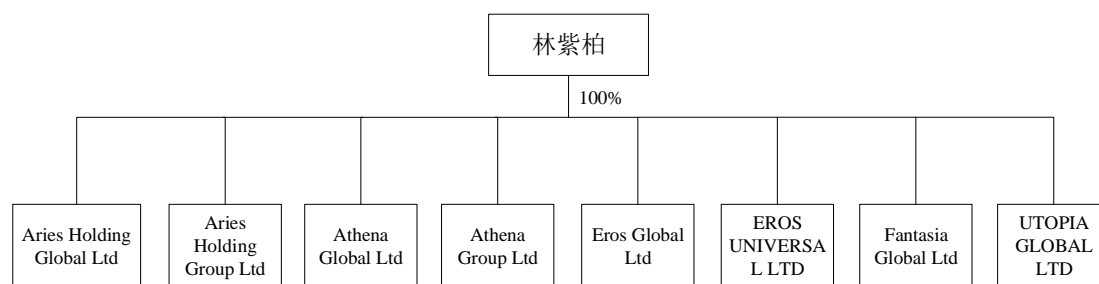 林紫柏
100%
Aries Holding
Global Ltd
Aries
Holding
Group Ltd
Athena
Global Ltd
Athena
Group Ltd
Eros Global
Ltd
EROS
UNIVERSA
L LTD
Fantasia
Global Ltd
UTOPIA
GLOBAL
LTD